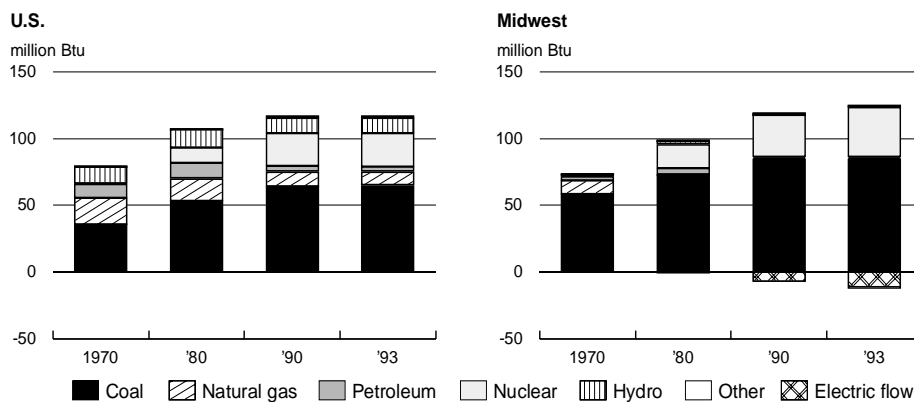 U.S.
million Btu
150
100
50
0
-50
1970 '80 '90 '93
Midwest
million Btu
150
100
50
0
-50
1970 '80 '90 '93
Coal Natural gas Petroleum Nuclear Hydro Other Electric flow